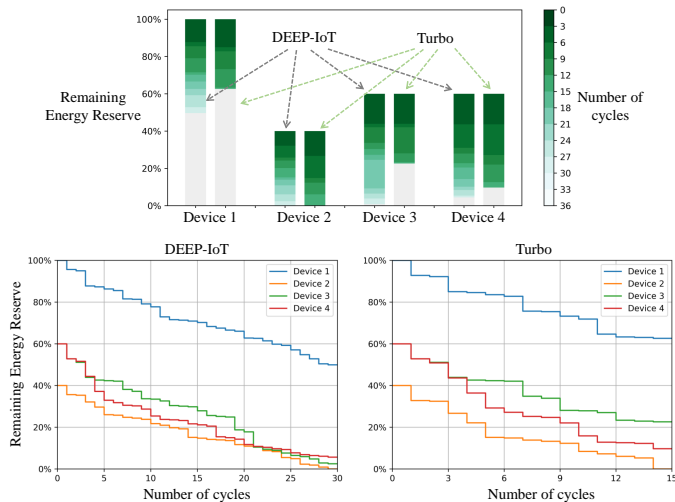 100%
80%
60%
40%
20%
0%
Remaining
Energy Reserve
DEEP-IoT
Turbo
Device 1
Device 2
Device 3
Device 4
0
3
6
9
12
15
18
21
24
27
30
33
36
Number of
cycles
DEEP-IoT
100%
80%
60%
40%
20%
0%
Remaining Energy Reserve
Device 1
Device 2
Device 3
Device 4
0
5
10
15
20
25
30
Number of cycles
Turbo
100%
80%
60%
40%
20%
0%
Device 1
Device 2
Device 3
Device 4
0
3
6
9
12
15
Number of cycles